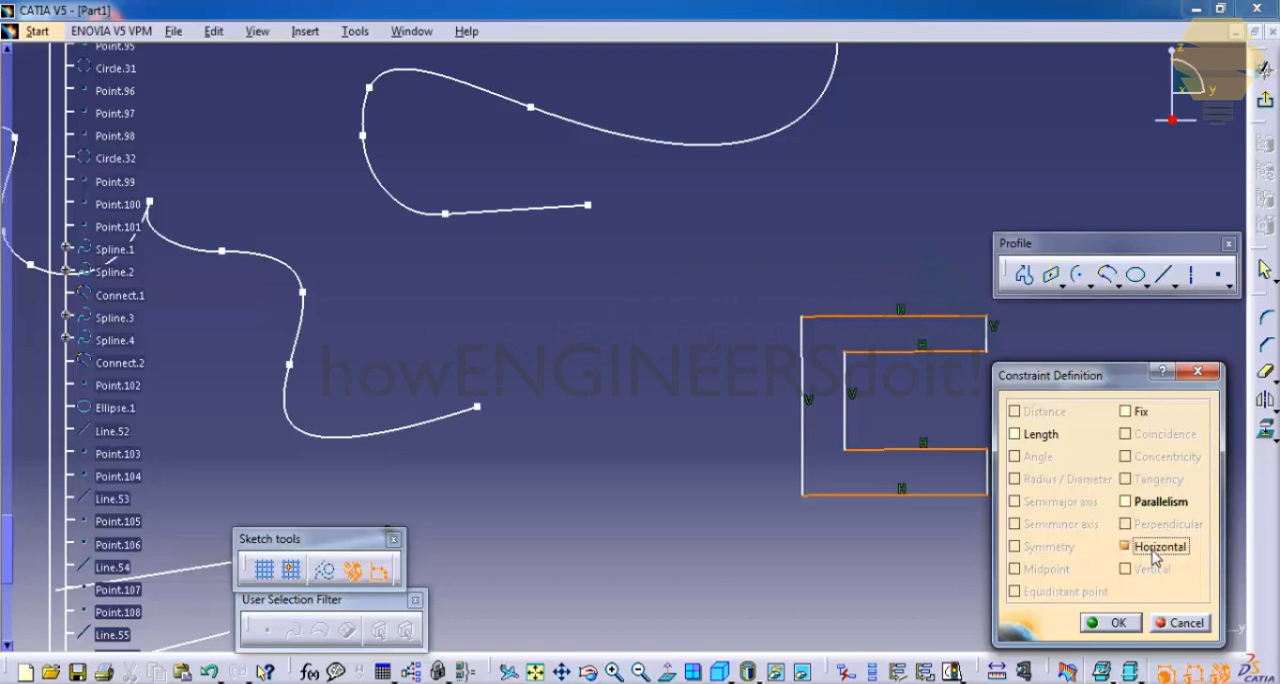 CATIA V5 - [Part1]
Start ENOVIA V5 VPM File Edit View Insert Tools Window Help
Point.95
Circle.31
Point.96
Point.97
Point.98
Circle.32
Point.99
Point.100
Point.101
Spline.1
Spline.2
Connect.1
Spline.3
Spline.4
Connect.2
Point.102
Ellipse.1
Line.52
Point.103
Point.104
Line.53
Point.105
Point.106
Line.54
Point.107
Point.108
Line.55
z
x
y
Profile
H
V
H
V
V
H
H
howENGINEERSdoit!
Constraint Definition
Distance
Fix
Length
Coincidence
Angle
Concentricity
Radius / Diameter
Tangency
Semimajor axis
Parallelism
Semiminor axis
Perpendicular
Symmetry
Horizontal
Midpoint
Vertical
Equidistant point
OK
Cancel
Sketch tools
User Selection Filter
f(x)
CATIA